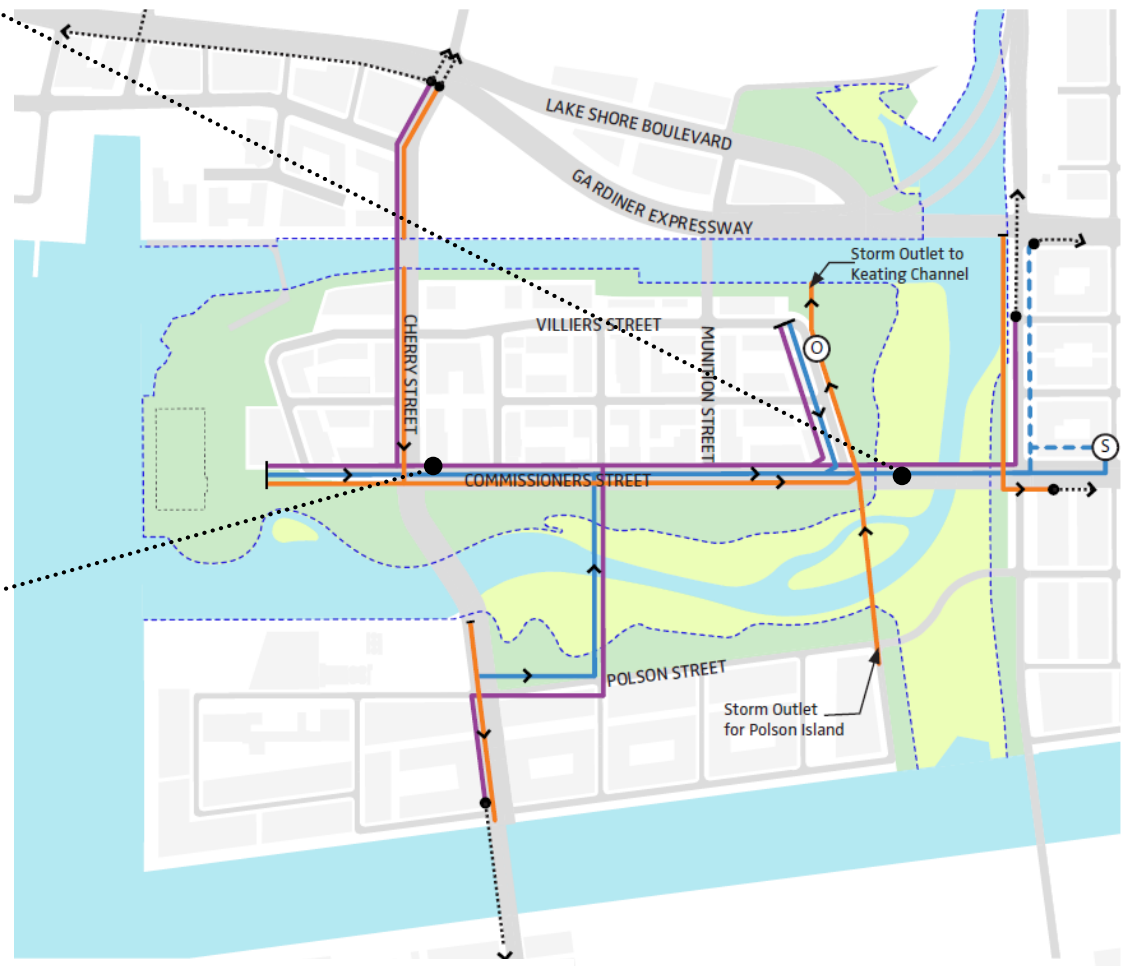 LAKE SHORE BOULEVARD
GARDINER EXPRESSWAY
Storm Outlet to
Keating Channel
VILLIERS STREET
CHERRY STREET
MUNITION STREET
O
S
COMMISSIONERS STREET
POLSON STREET
Storm Outlet
for Polson Island